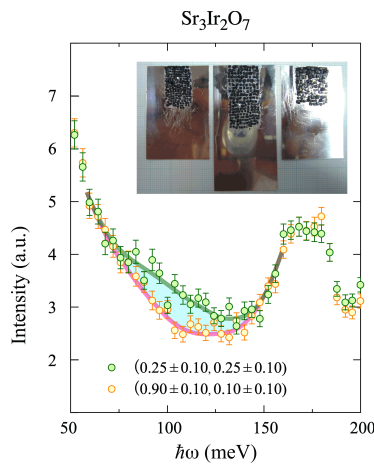 Sr₃Ir₂O₇
Intensity (a.u.)
7
6
5
4
3
2
(0.25 ± 0.10, 0.25 ± 0.10)
(0.90 ± 0.10, 0.10 ± 0.10)
50 100 150 200
ħω (meV)